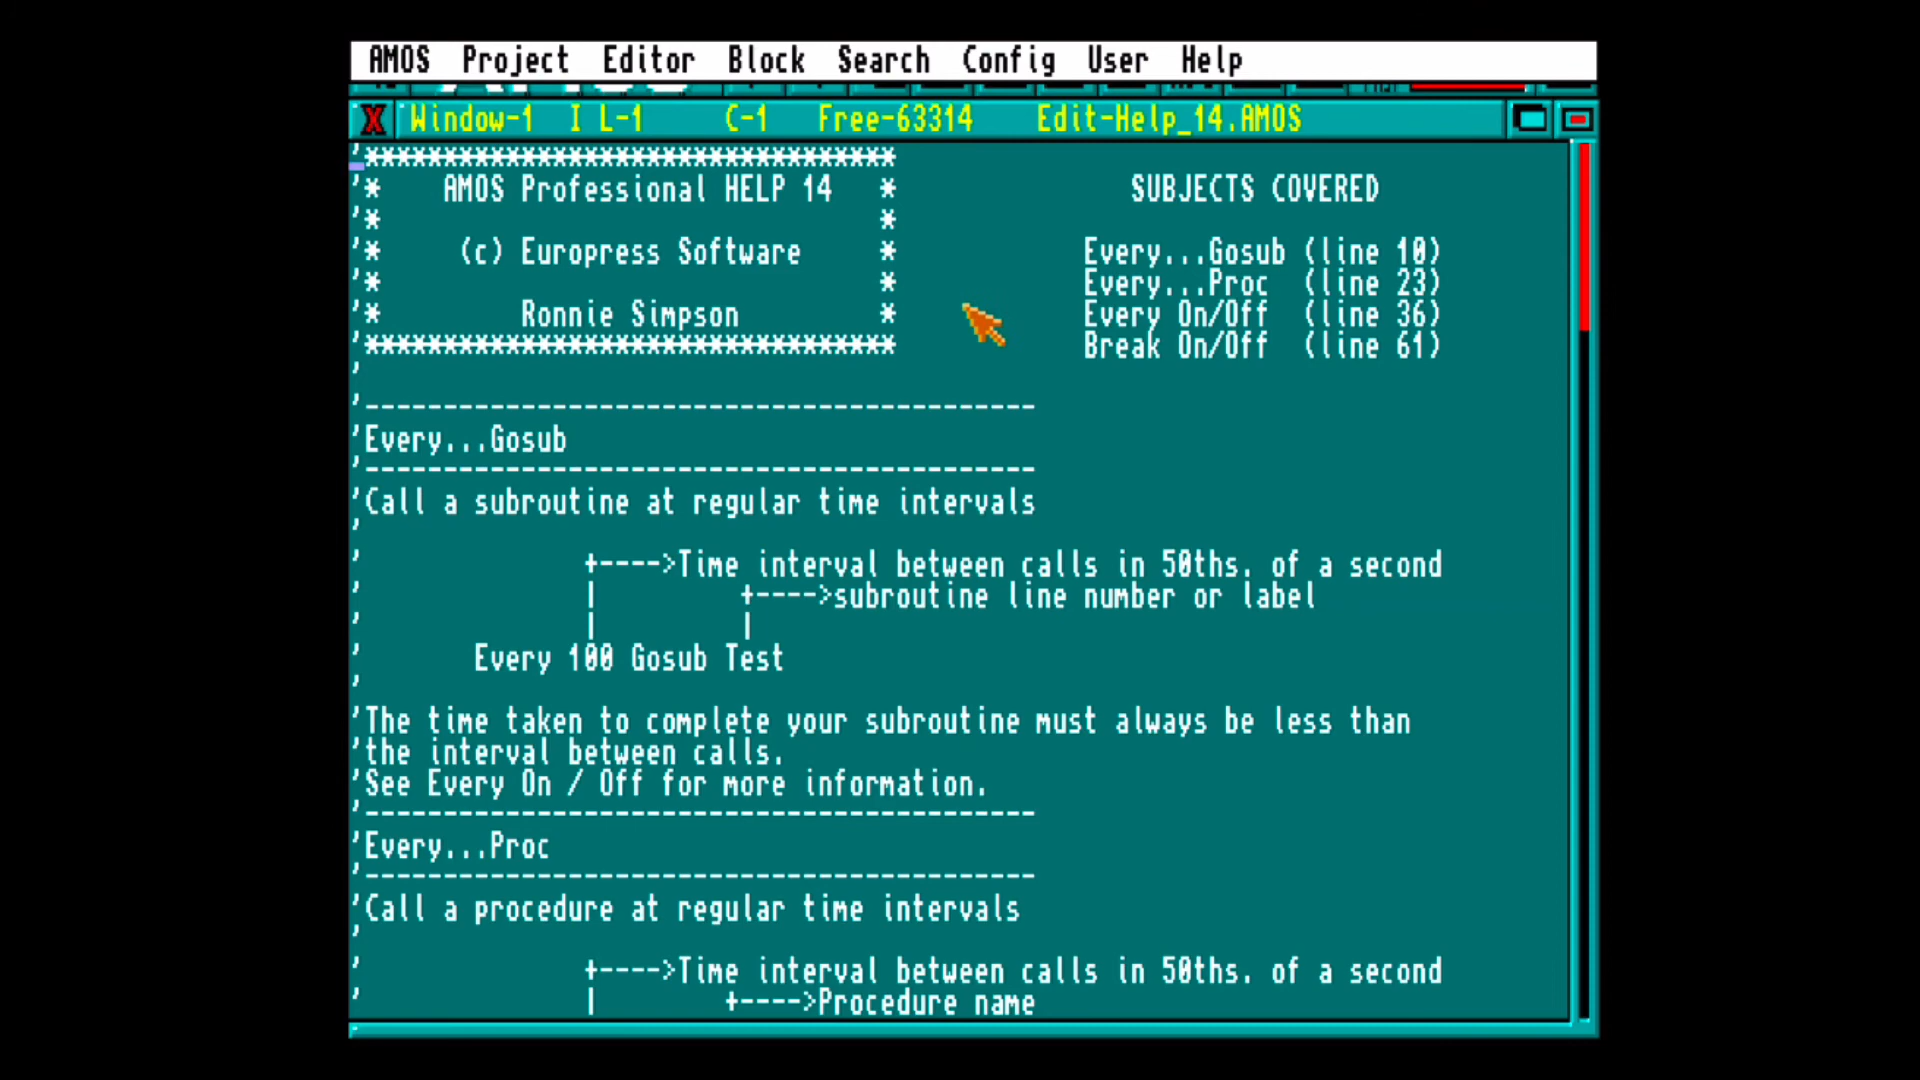 AMOS Project Editor Block Search Config User Help
X Window-1 I L-1 C-1 Free-63314 Edit-Help_14.AMOS
'**********************************
'* AMOS Professional HELP 14 * SUBJECTS COVERED
'* *
'* (c) Europress Software * Every...Gosub (line 10)
'* * Every...Proc (line 23)
'* Ronnie Simpson * Every On/Off (line 36)
'********************************** Break On/Off (line 61)
'
'-------------------------------------------
'Every...Gosub
'-------------------------------------------
'Call a subroutine at regular time intervals
'
' +---->Time interval between calls in 50ths. of a second
' | +---->subroutine line number or label
' | |
' Every 100 Gosub Test
'
'The time taken to complete your subroutine must always be less than
'the interval between calls.
'See Every On / Off for more information.
'-------------------------------------------
'Every...Proc
'-------------------------------------------
'Call a procedure at regular time intervals
'
' +---->Time interval between calls in 50ths. of a second
' | +---->Procedure name